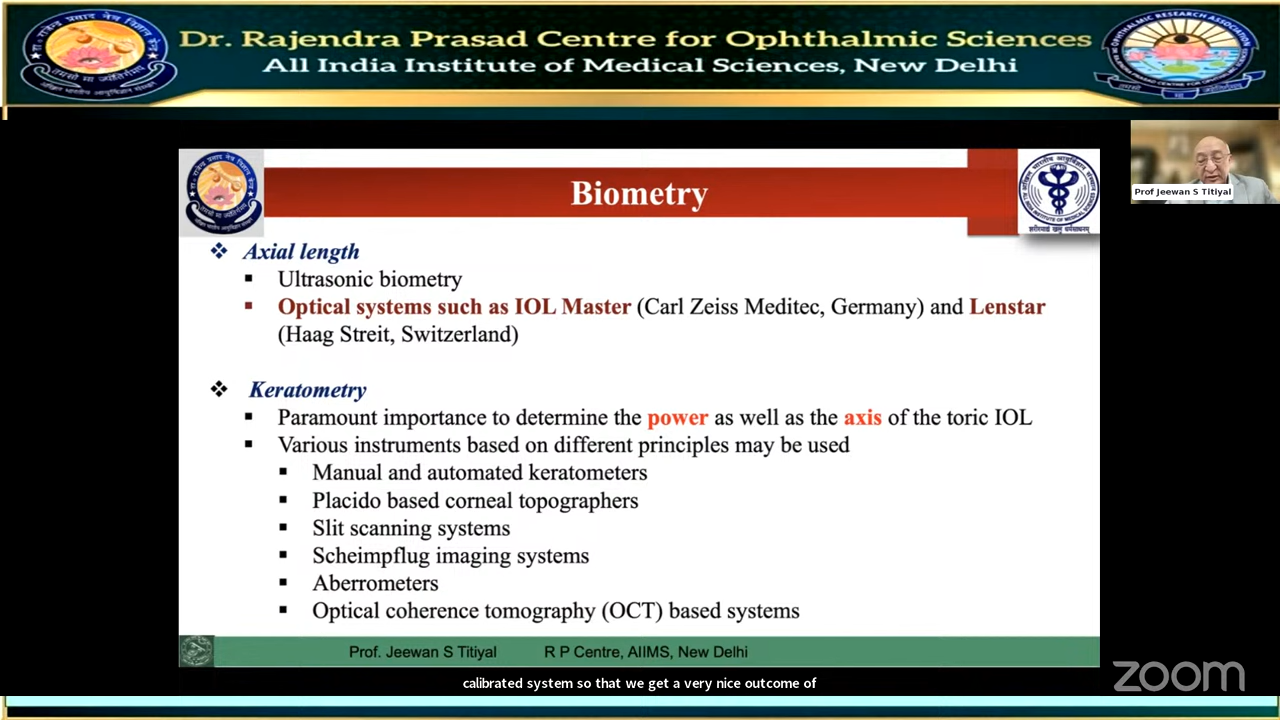 Dr. Rajendra Prasad Centre for Ophthalmic Sciences
All India Institute of Medical Sciences, New Delhi
Prof Jeewan S Titiyal
Biometry
❖ Axial length
▪ Ultrasonic biometry
▪ Optical systems such as IOL Master (Carl Zeiss Meditec, Germany) and Lenstar
(Haag Streit, Switzerland)
❖ Keratometry
▪ Paramount importance to determine the power as well as the axis of the toric IOL
▪ Various instruments based on different principles may be used
▪ Manual and automated keratometers
▪ Placido based corneal topographers
▪ Slit scanning systems
▪ Scheimpflug imaging systems
▪ Aberrometers
▪ Optical coherence tomography (OCT) based systems
Prof. Jeewan S Titiyal R P Centre, AIIMS, New Delhi
calibrated system so that we get a very nice outcome of
zoom